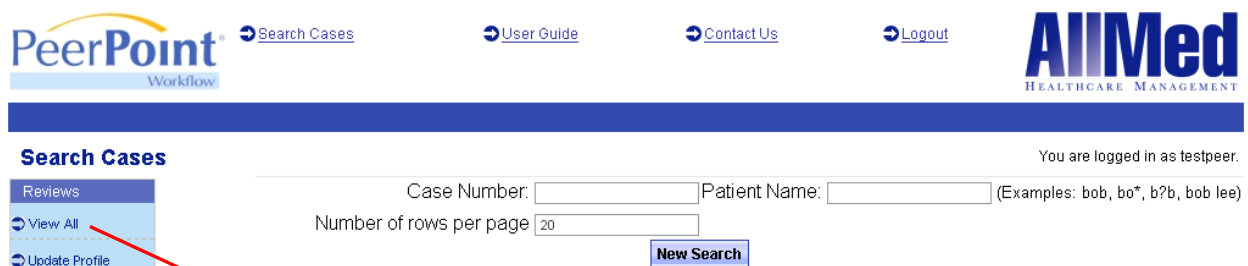 PeerPoint®
Workflow
Search Cases
User Guide
Contact Us
Logout
AllMed
HEALTHCARE MANAGEMENT
Search Cases
You are logged in as testpeer.
Reviews
View All
Update Profile
Case Number:
Patient Name:
(Examples: bob, bo*, b?b, bob lee)
Number of rows per page 20
New Search